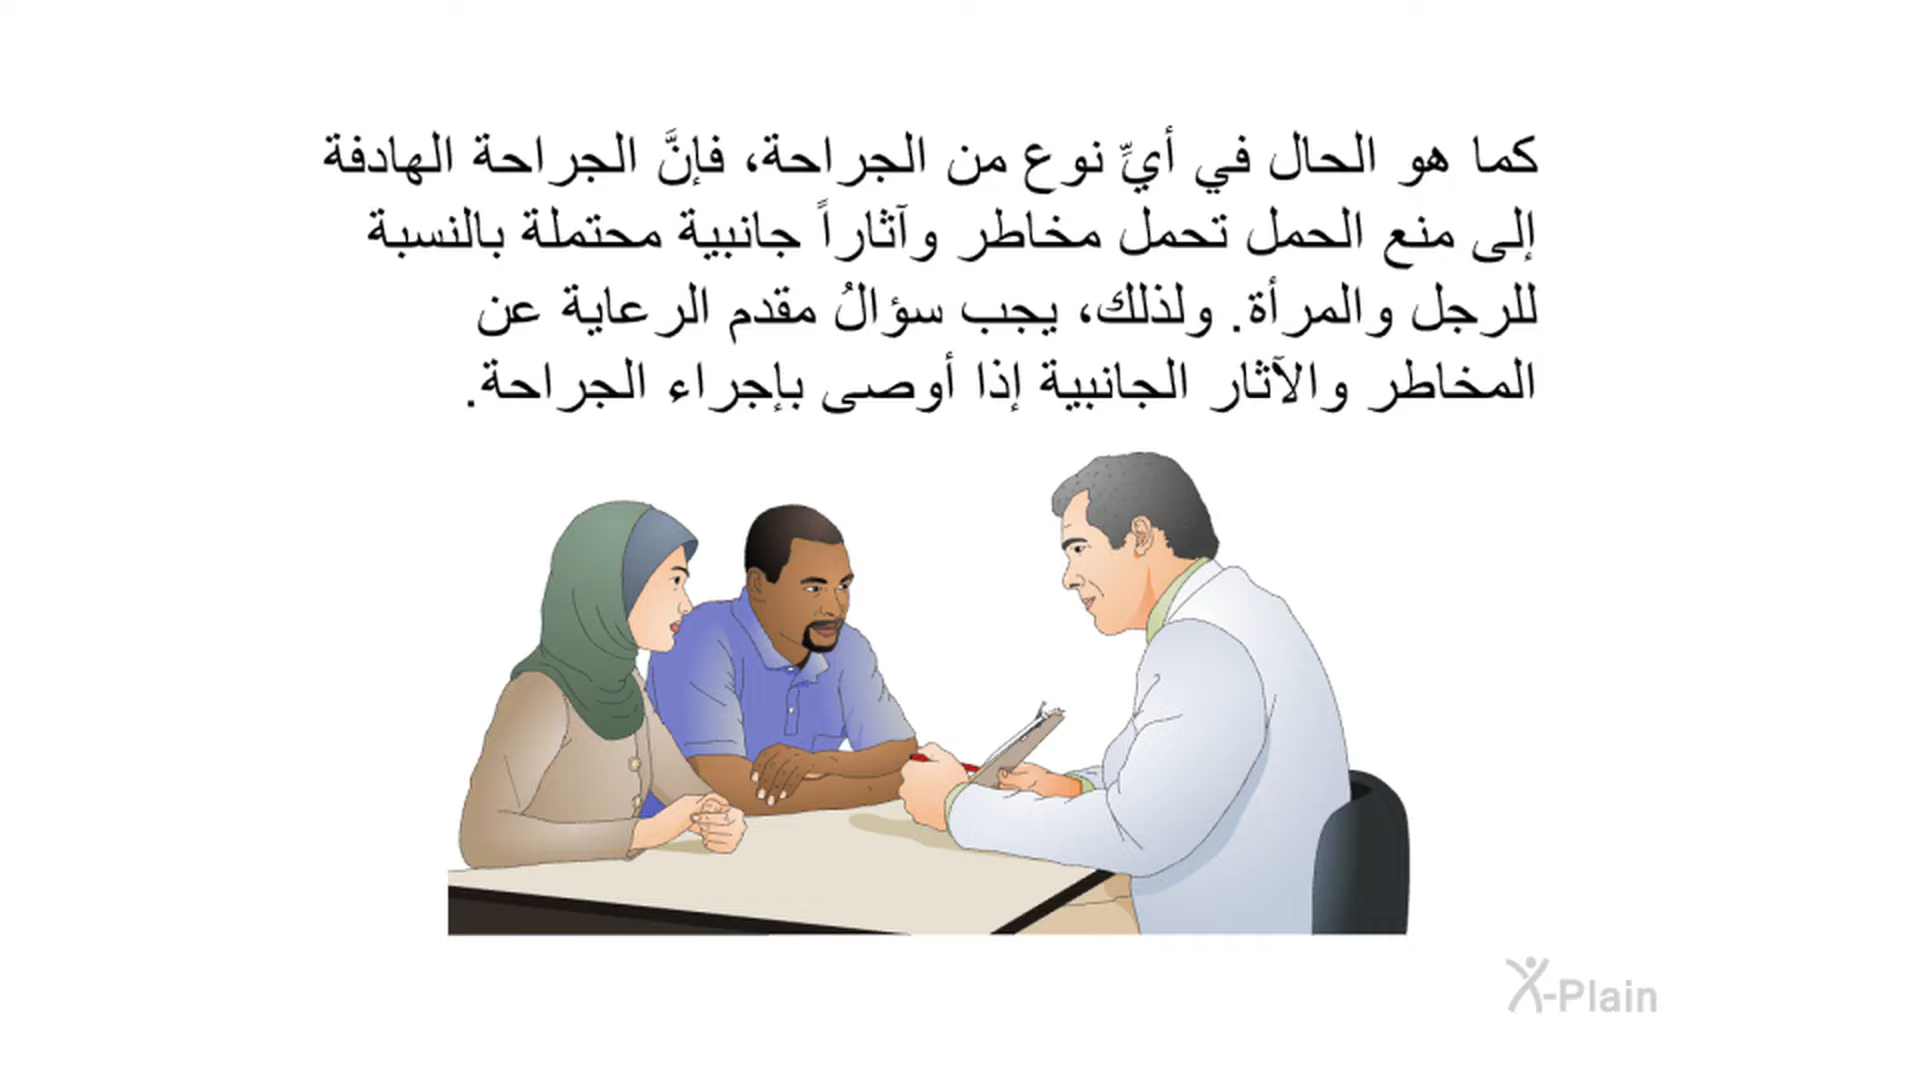 كما هو الحال في أيِّ نوع من الجراحة، فإنَّ الجراحة الهادفة
إلى منع الحمل تحمل مخاطر وآثاراً جانبية محتملة بالنسبة
للرجل والمرأة. ولذلك، يجب سؤالُ مقدم الرعاية عن
المخاطر والآثار الجانبية إذا أوصى بإجراء الجراحة.
X-Plain